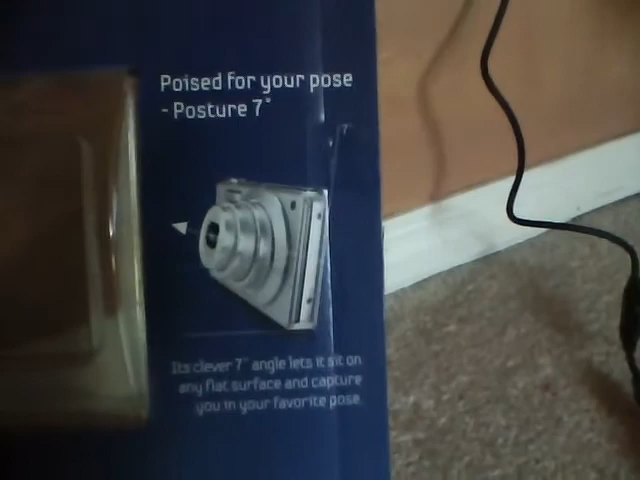 Poised for your pose
- Posture 7°
Its clever 7° angle lets it sit on
any flat surface and capture
you in your favorite pose.